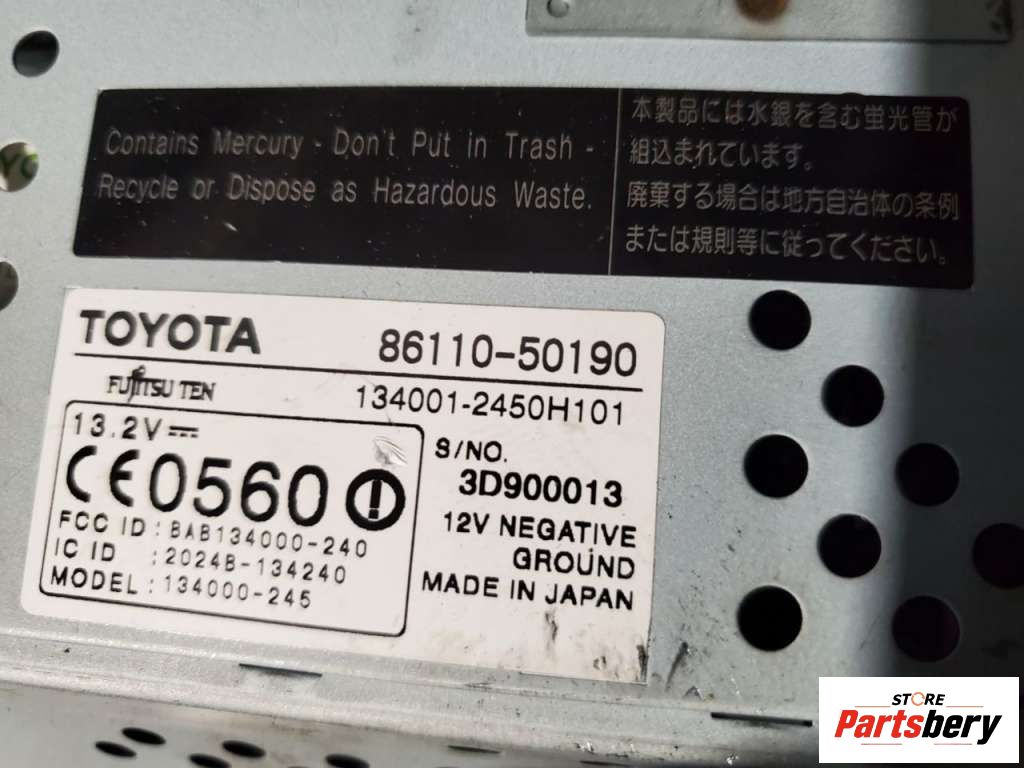 Contains Mercury - Don't Put in Trash -
Recycle or Dispose as Hazardous Waste.
本製品には水銀を含む蛍光管が
組込まれています。
廃棄する場合は地方自治体の条例
または規則等に従ってください。
TOYOTA 86110-50190
FUJITSU TEN 134001-2450H101
13.2V
CE0560
FCC ID : BAB134000-240
IC ID : 2024B-134240
MODEL : 134000-245
S/NO.
3D900013
12V NEGATIVE
GROUND
MADE IN JAPAN
STORE
Partsbery